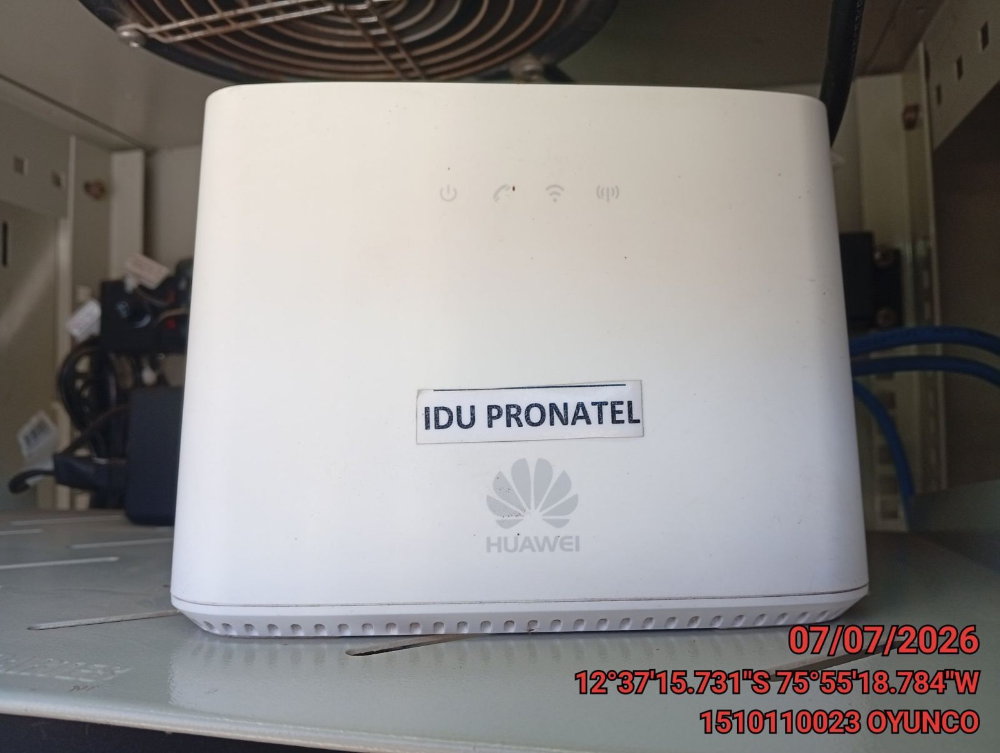 IDU PRONATEL
HUAWEI
07/07/2026
12°37'15.731"S 75°55'18.784"W
1510110023 OYUNCO